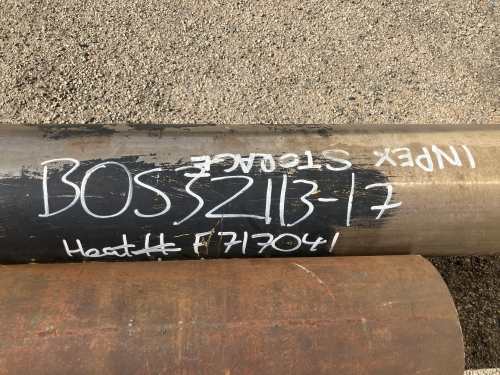 INPEX STORAGE
BOS32113-17
Heat# F717041